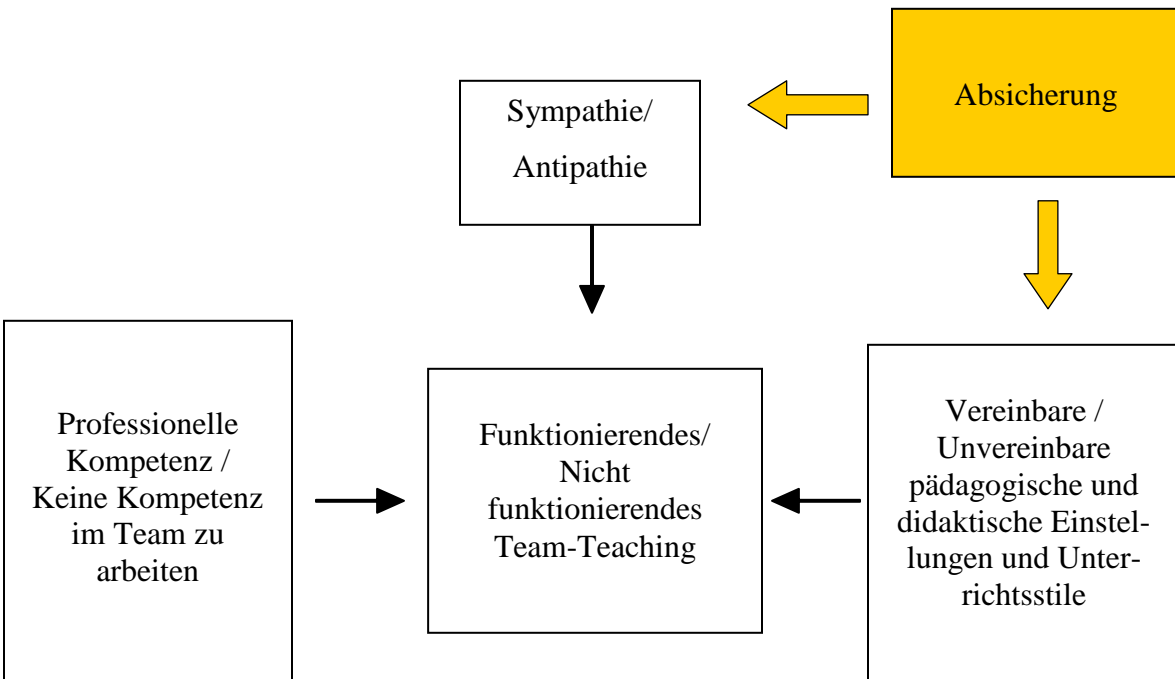 Absicherung
Sympathie/
Antipathie
Professionelle
Kompetenz /
Keine Kompetenz
im Team zu
arbeiten
Funktionierendes/
Nicht
funktionierendes
Team-Teaching
Vereinbare /
Unvereinbare
pädagogische und
didaktische Einstel-
lungen und Unter-
richtsstile